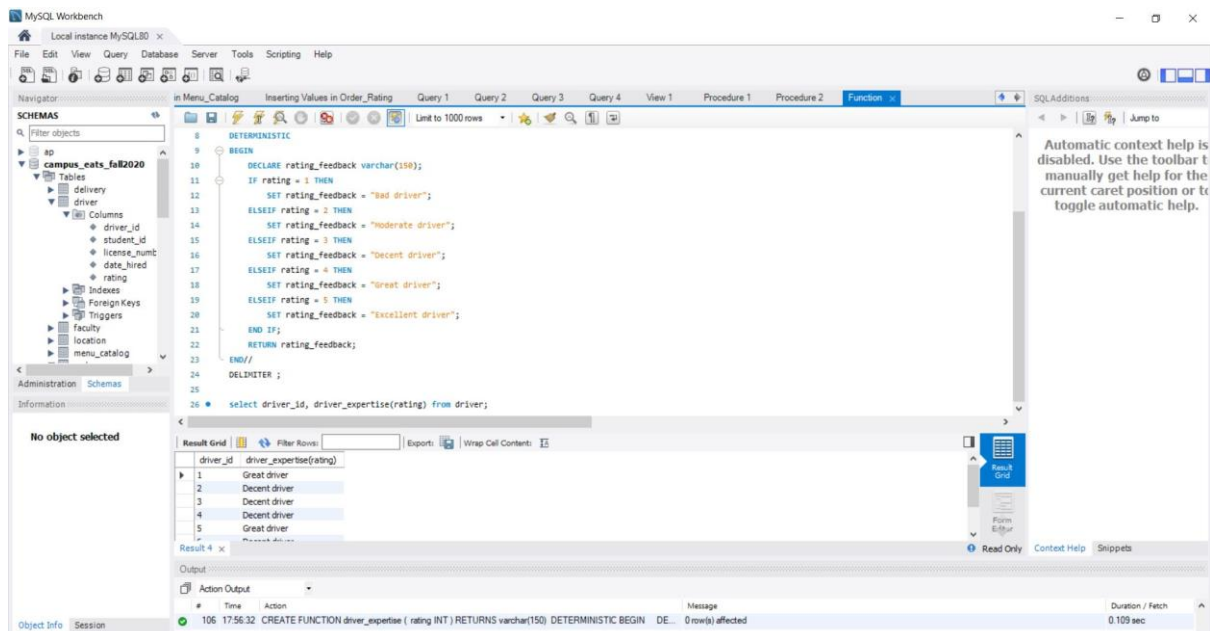 MySQL Workbench
Local instance MySQL80
File Edit View Query Database Server Tools Scripting Help
Navigator
SCHEMAS
Filter objects
ap
campus_eats_fall2020
Tables
delivery
driver
Columns
driver_id
student_id
license_numb
date_hired
rating
Indexes
Foreign Keys
Triggers
faculty
location
menu_catalog
Administration Schemas
Information
No object selected
Object Info Session
in Menu_Catalog Inserting Values in Order_Rating Query 1 Query 2 Query 3 Query 4 View 1 Procedure 1 Procedure 2 Function
Limit to 1000 rows
8 DETERMINISTIC
9 BEGIN
10 DECLARE rating_feedback varchar(150);
11 IF rating = 1 THEN
12 SET rating_feedback = "Bad driver";
13 ELSEIF rating = 2 THEN
14 SET rating_feedback = "Moderate driver";
15 ELSEIF rating = 3 THEN
16 SET rating_feedback = "Decent driver";
17 ELSEIF rating = 4 THEN
18 SET rating_feedback = "Great driver";
19 ELSEIF rating = 5 THEN
20 SET rating_feedback = "Excellent driver";
21 END IF;
22 RETURN rating_feedback;
23 END//
24 DELIMITER ;
25
26 select driver_id, driver_expertise(rating) from driver;
Result Grid Filter Rows: Export: Wrap Cell Content:
driver_id driver_expertise(rating)
1 Great driver
2 Decent driver
3 Decent driver
4 Decent driver
5 Great driver
Result Grid
Form Editor
Result 4 Read Only
Output
Action Output
# Time Action Message Duration / Fetch
106 17:56:32 CREATE FUNCTION driver_expertise ( rating INT ) RETURNS varchar(150) DETERMINISTIC BEGIN DE... 0 row(s) affected 0.109 sec
SQLAdditions
Jump to
Automatic context help is
disabled. Use the toolbar t
manually get help for the
current caret position or to
toggle automatic help.
Context Help Snippets